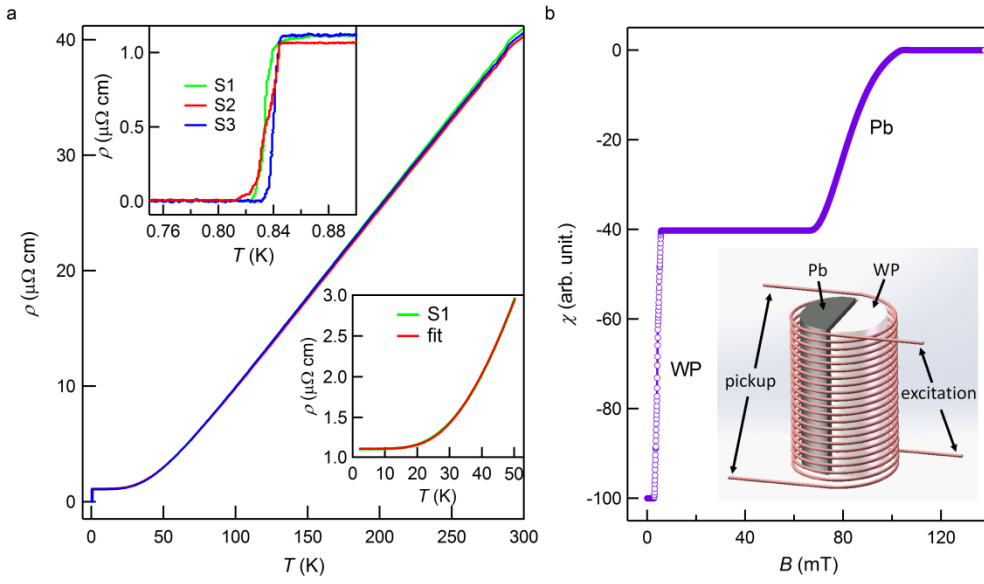 a
ρ (μΩ cm)
40
30
20
10
0
0
50
100
150
200
250
300
T (K)
ρ (μΩ cm)
1.0
0.5
0.0
S1
S2
S3
0.76
0.80
0.84
0.88
T (K)
ρ (μΩ cm)
3.0
2.5
2.0
1.5
1.0
S1
fit
0
10
20
30
40
50
T (K)
b
χ (arb. unit.)
0
-20
-40
-60
-80
-100
0
40
80
120
B (mT)
Pb
WP
Pb
WP
pickup
excitation